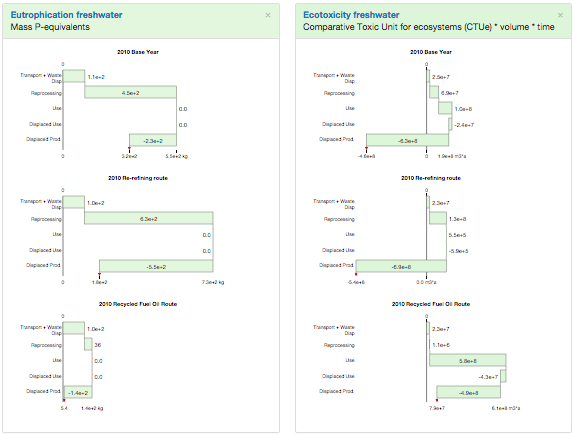 Eutrophication freshwater ×
Mass P-equivalents
2010 Base Year
0
Transport + Waste Disp
1.1e+2
Reprocessing
4.5e+2
Use
0.0
Displaced Use
0.0
Displaced Prod.
-2.3e+2
0 3.2e+2 5.5e+2 kg
2010 Re-refining route
0
Transport + Waste Disp
1.0e+2
Reprocessing
6.3e+2
Use
0.0
Displaced Use
0.0
Displaced Prod.
-5.5e+2
0 1.8e+2 7.3e+2 kg
2010 Recycled Fuel Oil Route
0
Transport + Waste Disp
1.0e+2
Reprocessing
36
Use
0.0
Displaced Use
0.0
Displaced Prod.
-1.4e+2
5.4 1.4e+2 kg
Ecotoxicity freshwater ×
Comparative Toxic Unit for ecosystems (CTUe) * volume * time
2010 Base Year
0
Transport + Waste Disp
2.5e+7
Reprocessing
6.9e+7
Use
1.0e+8
Displaced Use
-2.4e+7
Displaced Prod.
-6.3e+8
-4.6e+8 0 1.9e+8 m3*a
2010 Re-refining route
0
Transport + Waste Disp
2.3e+7
Reprocessing
1.3e+8
Use
5.5e+5
Displaced Use
-5.9e+5
Displaced Prod.
-6.9e+8
-5.4e+8 0.0 m3*a
2010 Recycled Fuel Oil Route
0
Transport + Waste Disp
2.3e+7
Reprocessing
1.1e+6
Use
5.8e+8
Displaced Use
-4.3e+7
Displaced Prod.
-4.9e+8
7.9e+7 6.1e+8 m3*a